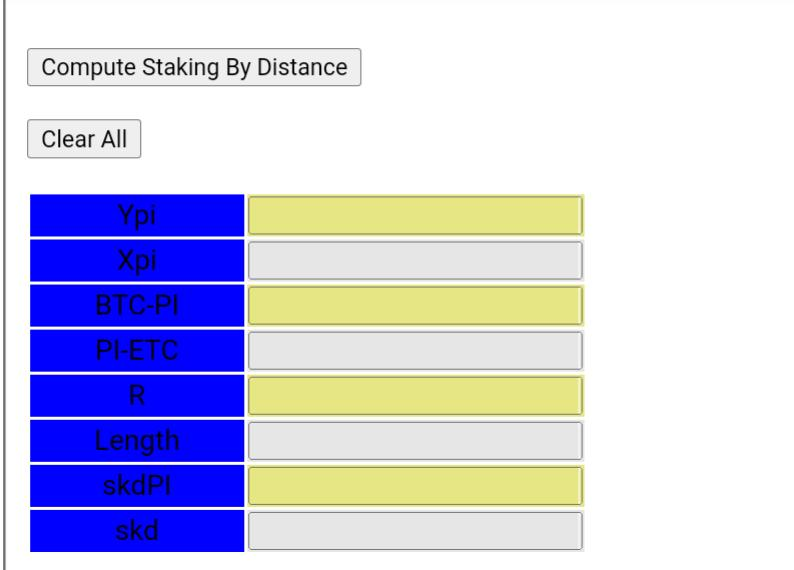 Compute Staking By Distance
Clear All
Ypi
Xpi
BTC-PI
PI-ETC
R
Length
skdPI
skd